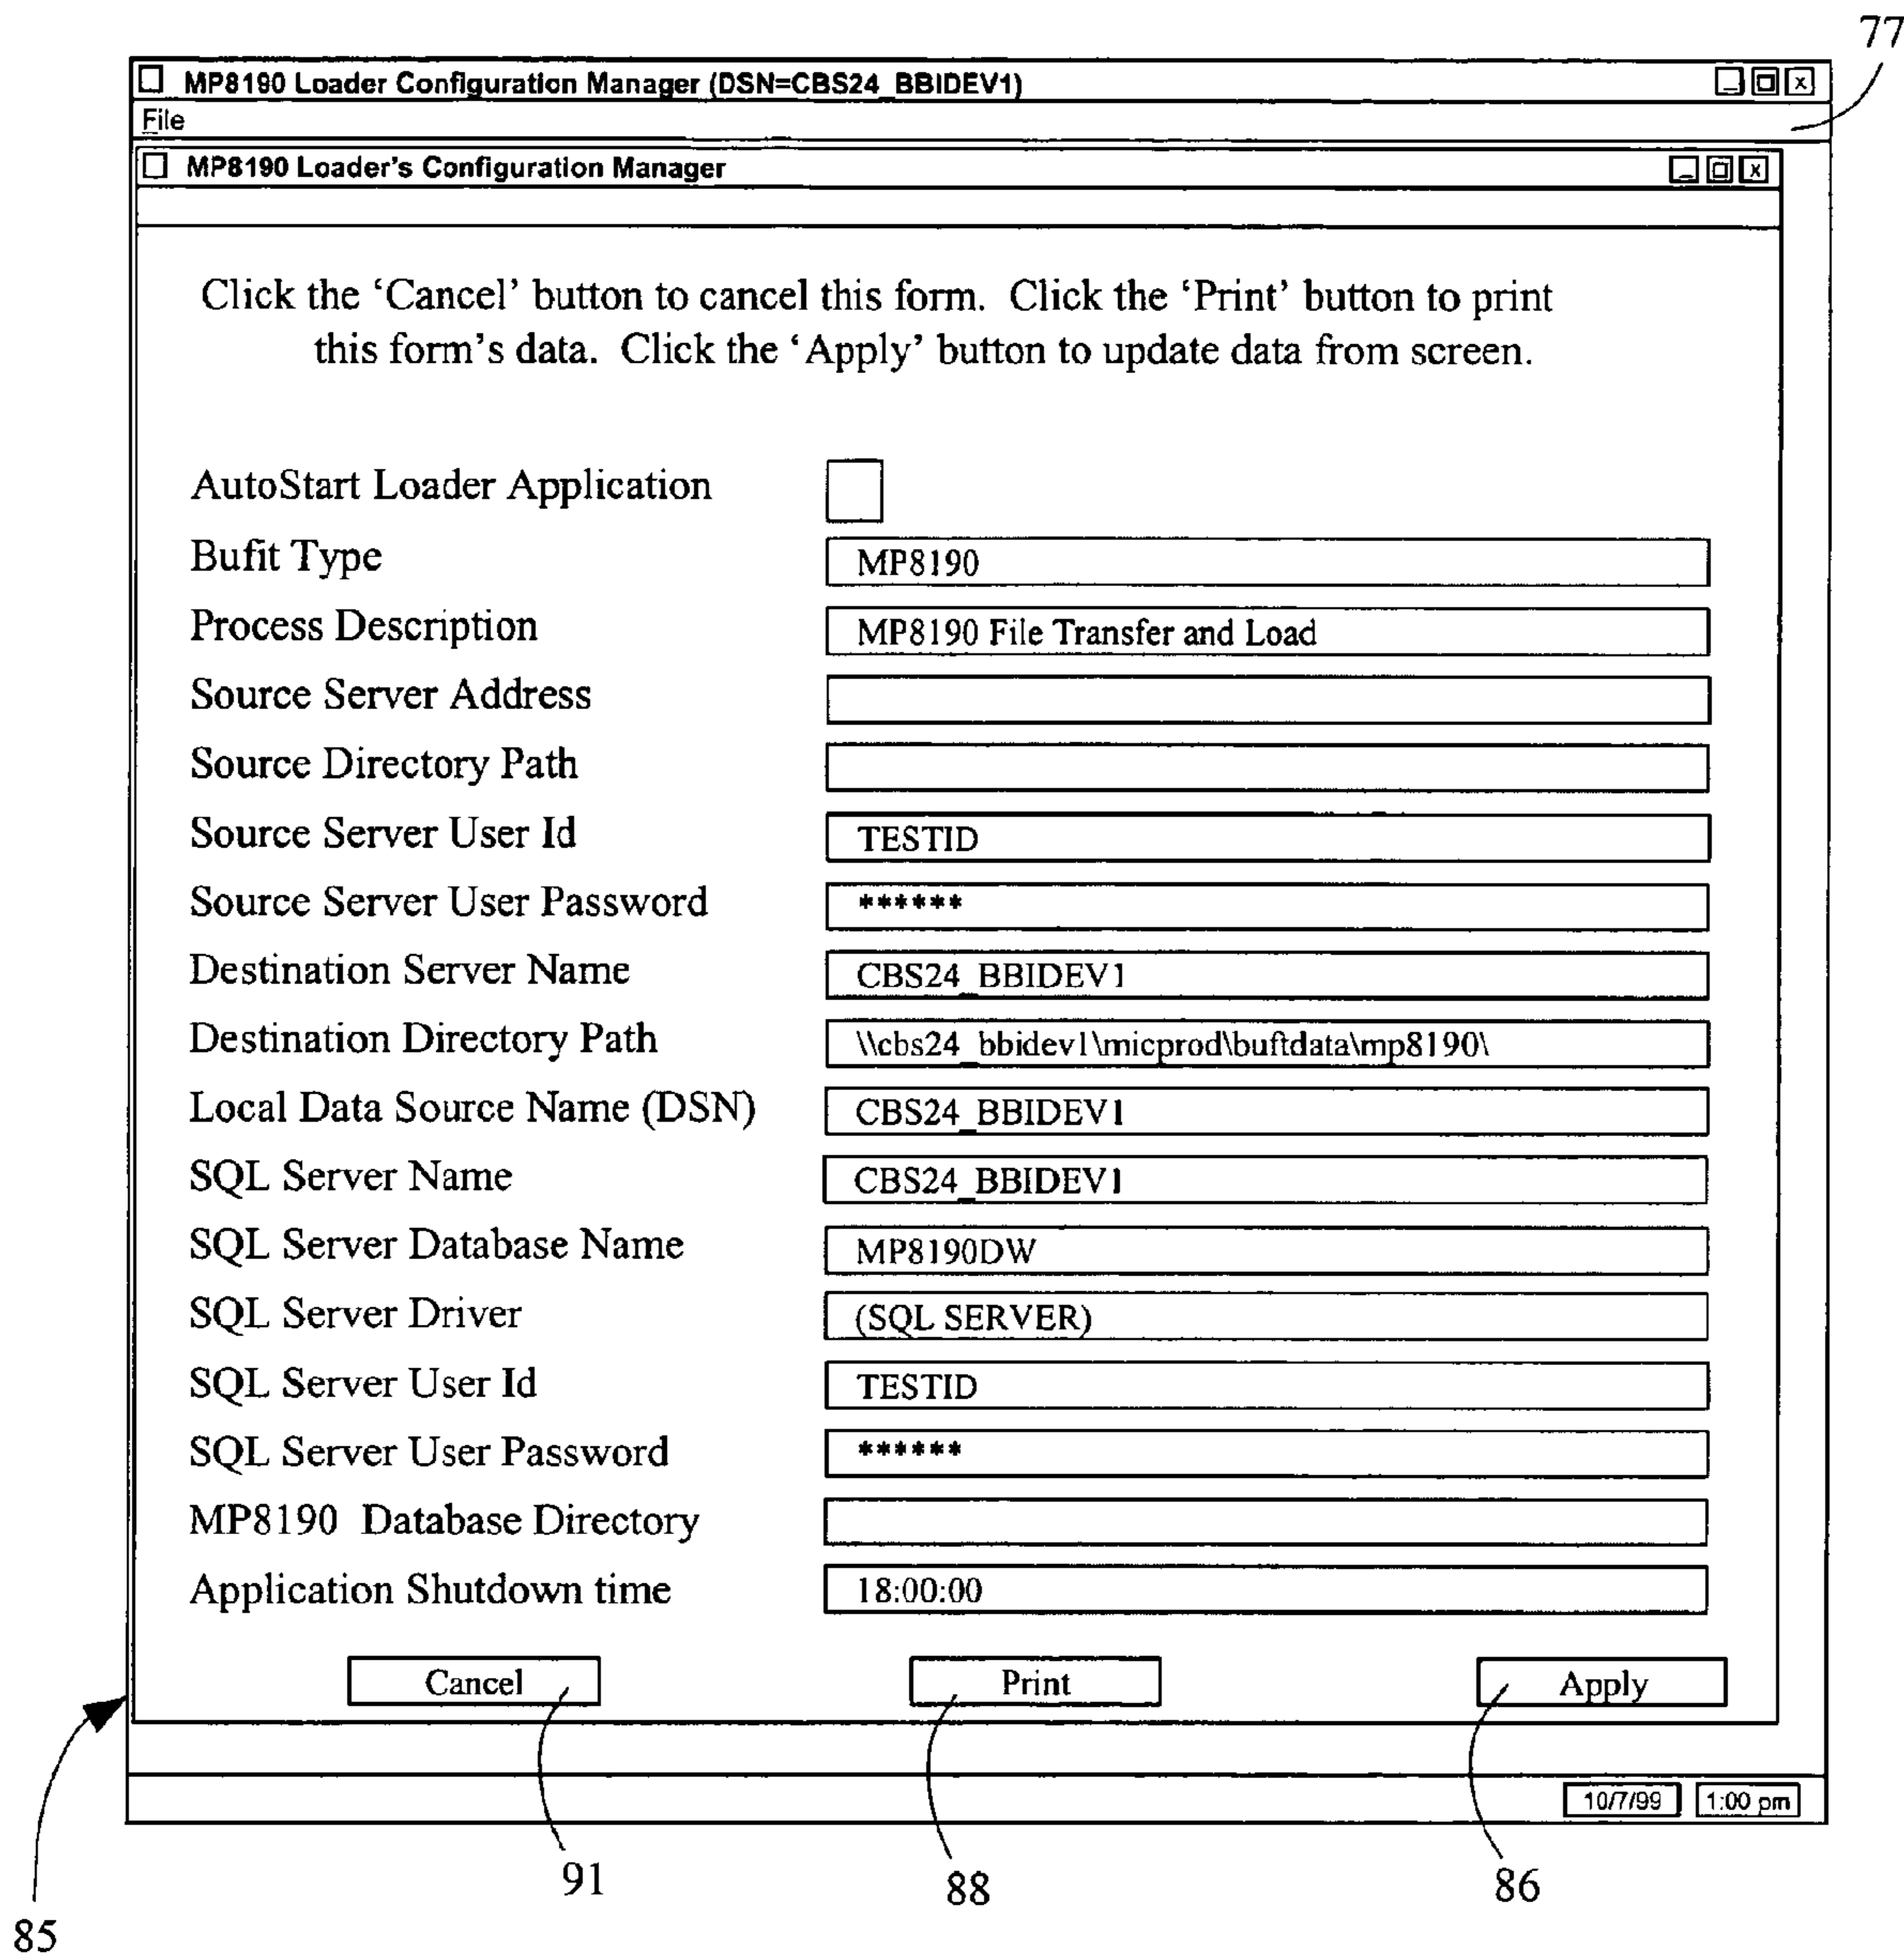 77
MP8190 Loader Configuration Manager (DSN=CBS24_BBIDEV1)
File
MP8190 Loader's Configuration Manager
Click the ‘Cancel’ button to cancel this form.  Click the ‘Print’ button to print
this form’s data.  Click the ‘Apply’ button to update data from screen.
AutoStart Loader Application
Bufit Type MP8190
Process Description MP8190 File Transfer and Load
Source Server Address
Source Directory Path
Source Server User Id TESTID
Source Server User Password ******
Destination Server Name CBS24_BBIDEV1
Destination Directory Path \\cbs24_bbidev1\micprod\buftdata\mp8190\
Local Data Source Name (DSN) CBS24_BBIDEV1
SQL Server Name CBS24_BBIDEV1
SQL Server Database Name MP8190DW
SQL Server Driver (SQL SERVER)
SQL Server User Id TESTID
SQL Server User Password ******
MP8190  Database Directory
Application Shutdown time 18:00:00
Cancel Print Apply
10/7/99 1:00 pm
91 88 86
85